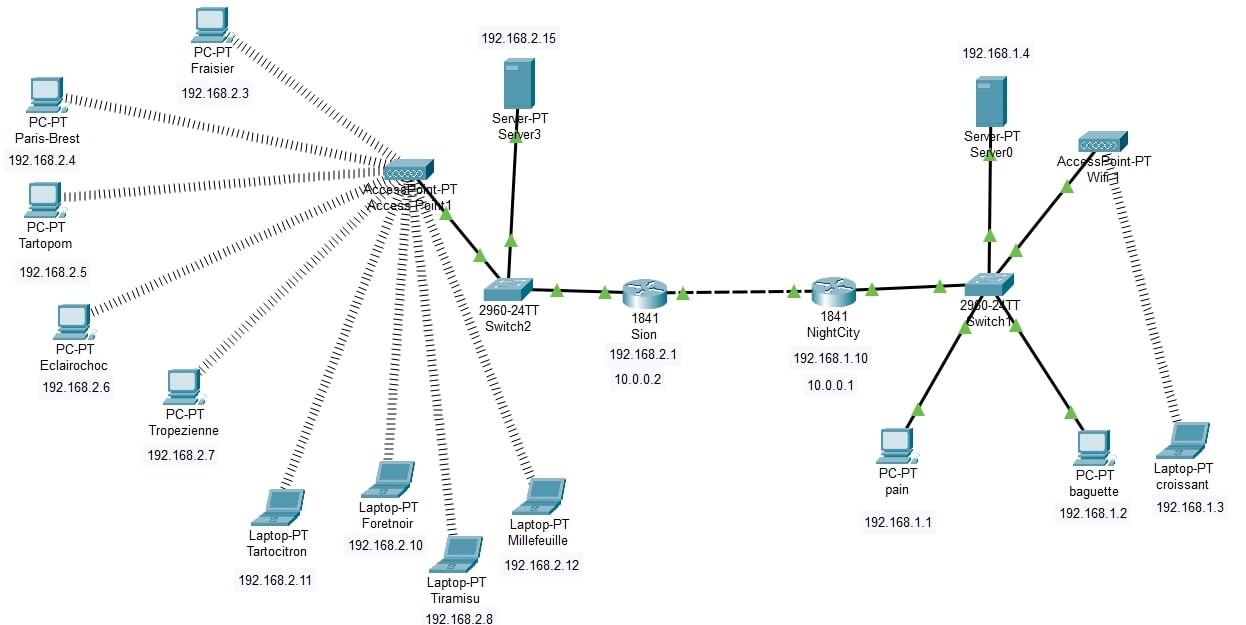 PC-PT
Fraisier
192.168.2.3
PC-PT
Paris-Brest
192.168.2.4
PC-PT
Tartopom
192.168.2.5
PC-PT
Eclairochoc
192.168.2.6
PC-PT
Tropezienne
192.168.2.7
AccessPoint-PT
Access Point1
Laptop-PT
Tartocitron
192.168.2.11
Laptop-PT
Foretnoir
192.168.2.10
Laptop-PT
Tiramisu
192.168.2.8
Laptop-PT
Millefeuille
192.168.2.12
192.168.2.15
Server-PT
Server3
2960-24TT
Switch2
1841
Sion
192.168.2.1
10.0.0.2
1841
NightCity
192.168.1.10
10.0.0.1
192.168.1.4
Server-PT
Server0
AccessPoint-PT
Wifi 1
2960-24TT
Switch1
PC-PT
pain
192.168.1.1
PC-PT
baguette
192.168.1.2
Laptop-PT
croissant
192.168.1.3